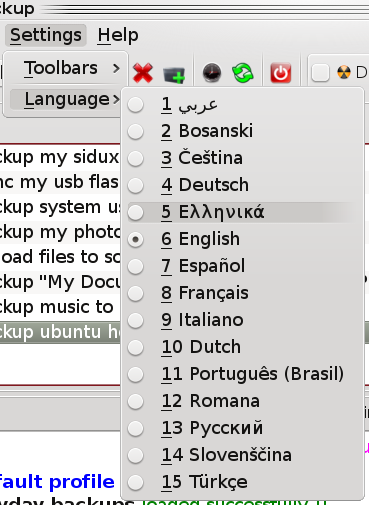 ckup
Settings Help
Toolbars
D
Language
1 عربي
2 Bosanski
3 Čeština
4 Deutsch
5 Ελληνικά
6 English
7 Español
8 Français
9 Italiano
10 Dutch
11 Português (Brasil)
12 Romana
13 Русский
14 Slovenščina
15 Türkçe
ckup my sidux
nc my usb flas
ckup system us
ckup my photo
load files to sc
ckup "My Docu
ckup music to
ckup ubuntu h
fault profile
yday backups loaded successfully